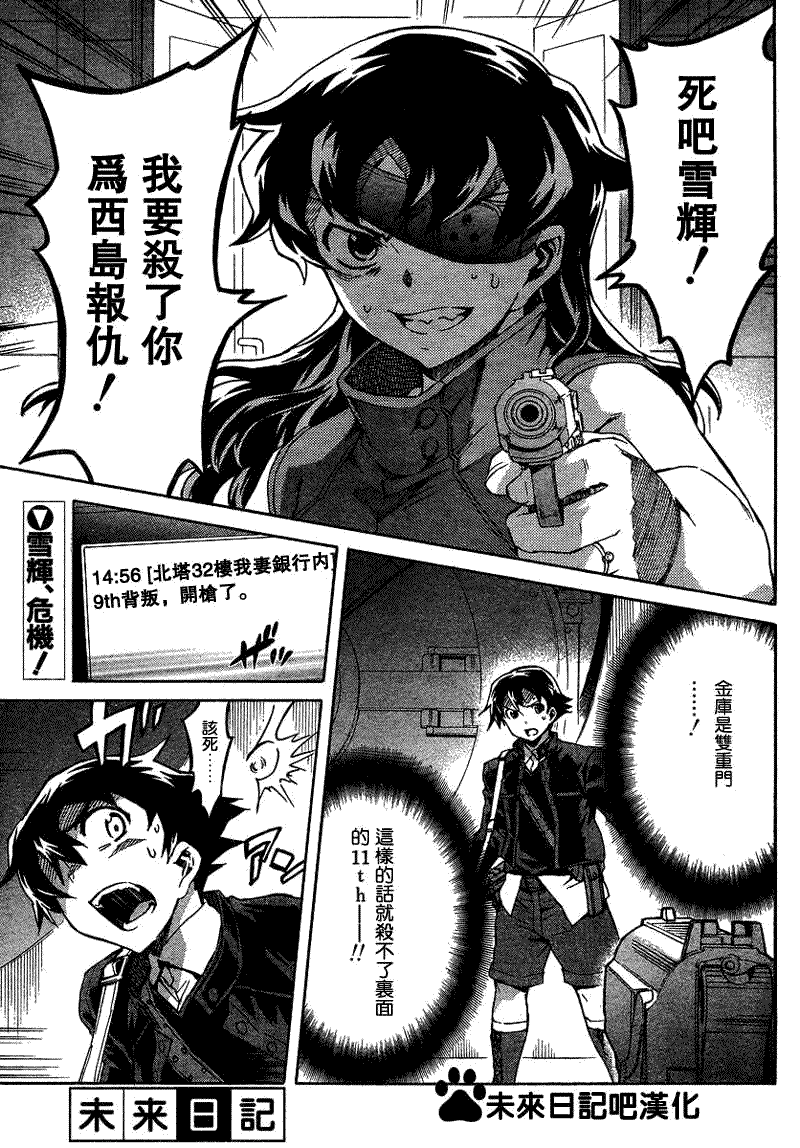 死吧雪輝！
我要殺了你
爲西島報仇！
▼雪輝、危機！
14:56 [北塔32樓我妻銀行内]
9th背叛，開槍了。
金庫是雙重門
……！
這樣的話就殺不了裏面
的11th——!!
該死……
ガッ
未来日記
未來日記吧漢化